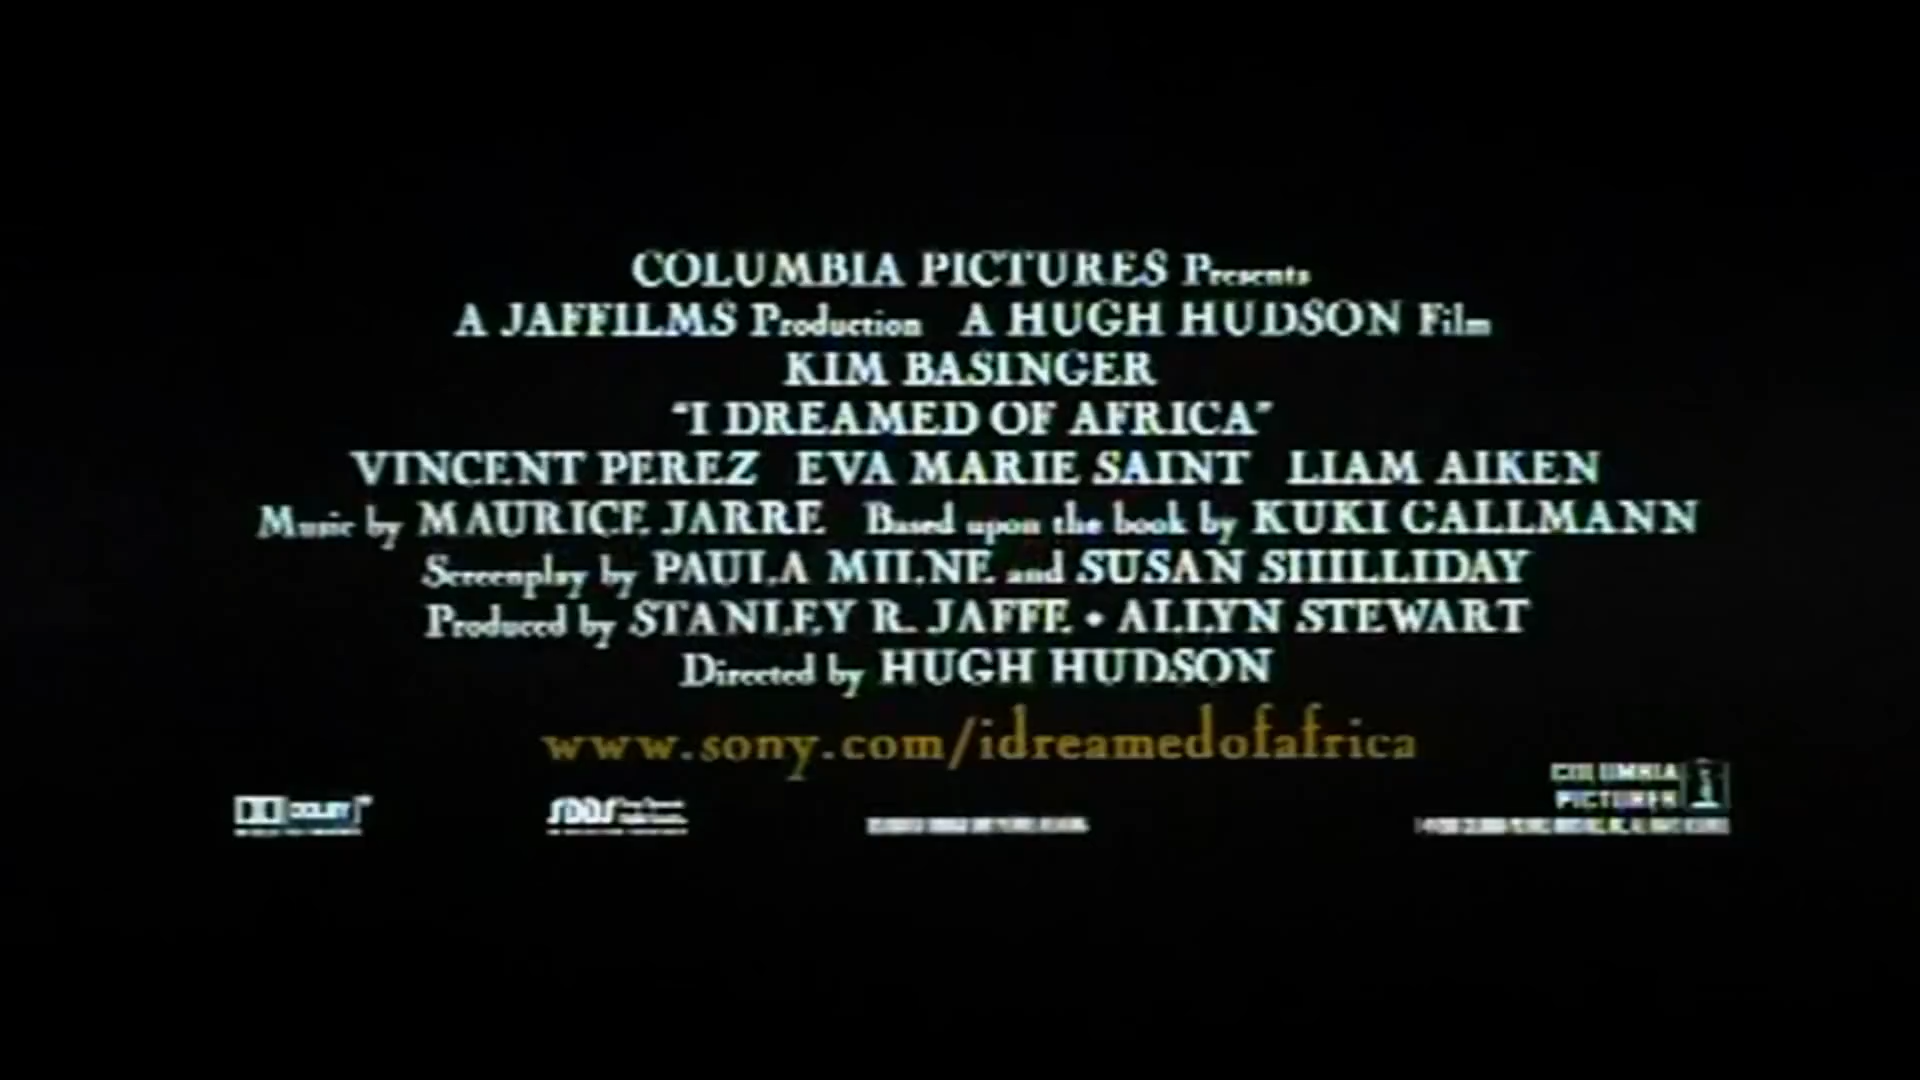 COLUMBIA PICTURES Presents
A JAFFILMS Production A HUGH HUDSON Film
KIM BASINGER
"I DREAMED OF AFRICA"
VINCENT PEREZ EVA MARIE SAINT LIAM AIKEN
Music by MAURICE JARRE Based upon the book by KUKI GALLMANN
Screenplay by PAULA MILNE and SUSAN SHILLIDAY
Produced by STANLEY R. JAFFE • ALLYN STEWART
Directed by HUGH HUDSON
www.sony.com/idreamedofafrica
COLUMBIA
PICTURES
DOLBY
SDDS